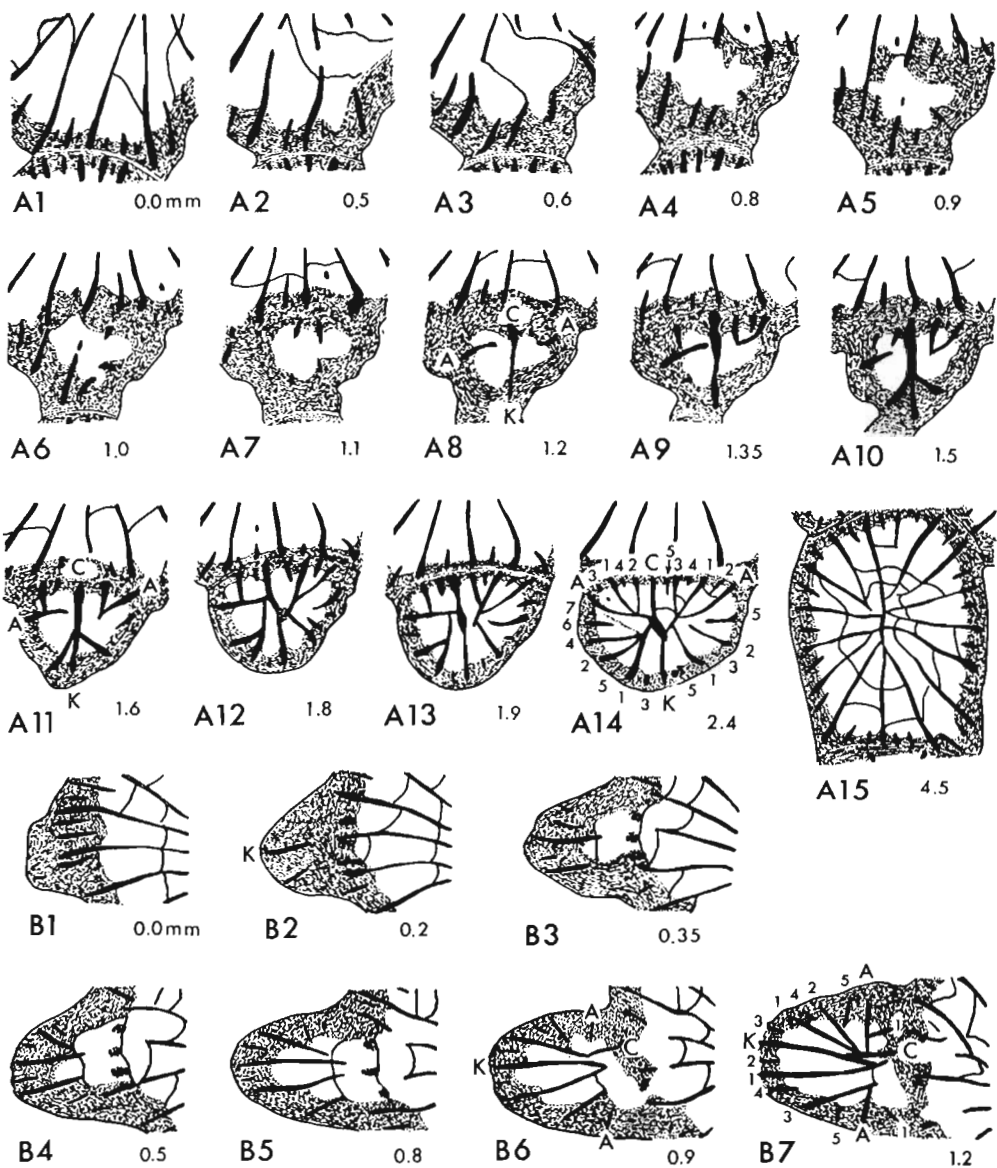 A1 0.0mm A2 0.5 A3 0.6 A4 0.8 A5 0.9
C A
A
K
A6 1.0 A7 1.1 A8 1.2 A9 1.35 A10 1.5
C A
A
K
5
1 4 2 C 3 4 1 2
A 3 A
7
6 5
4 2
2 3
5 1
1 3 K 5
A11 1.6 A12 1.8 A13 1.9 A14 2.4
A15 4.5
K
B1 0.0mm B2 0.2 B3 0.35
A
C
K
A
A
5
2
4
1
3 1
K C
2
1
4
3
5 A 1
B4 0.5 B5 0.8 B6 0.9 B7 1.2